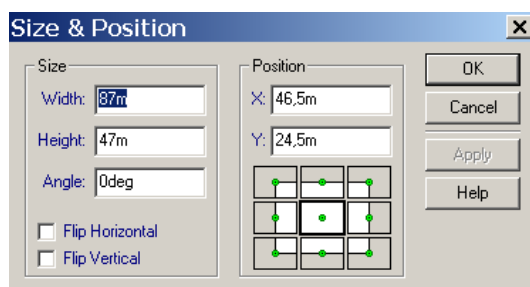 Size & Position
Size
Width: 87m
Height: 47m
Angle: 0deg
Flip Horizontal
Flip Vertical
Position
X: 46,5m
Y: 24,5m
OK
Cancel
Apply
Help